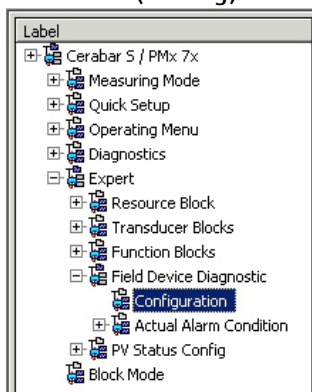 Label
Cerabar S / PMx 7x
Measuring Mode
Quick Setup
Operating Menu
Diagnostics
Expert
Resource Block
Transducer Blocks
Function Blocks
Field Device Diagnostic
Configuration
Actual Alarm Condition
PV Status Config
Block Mode